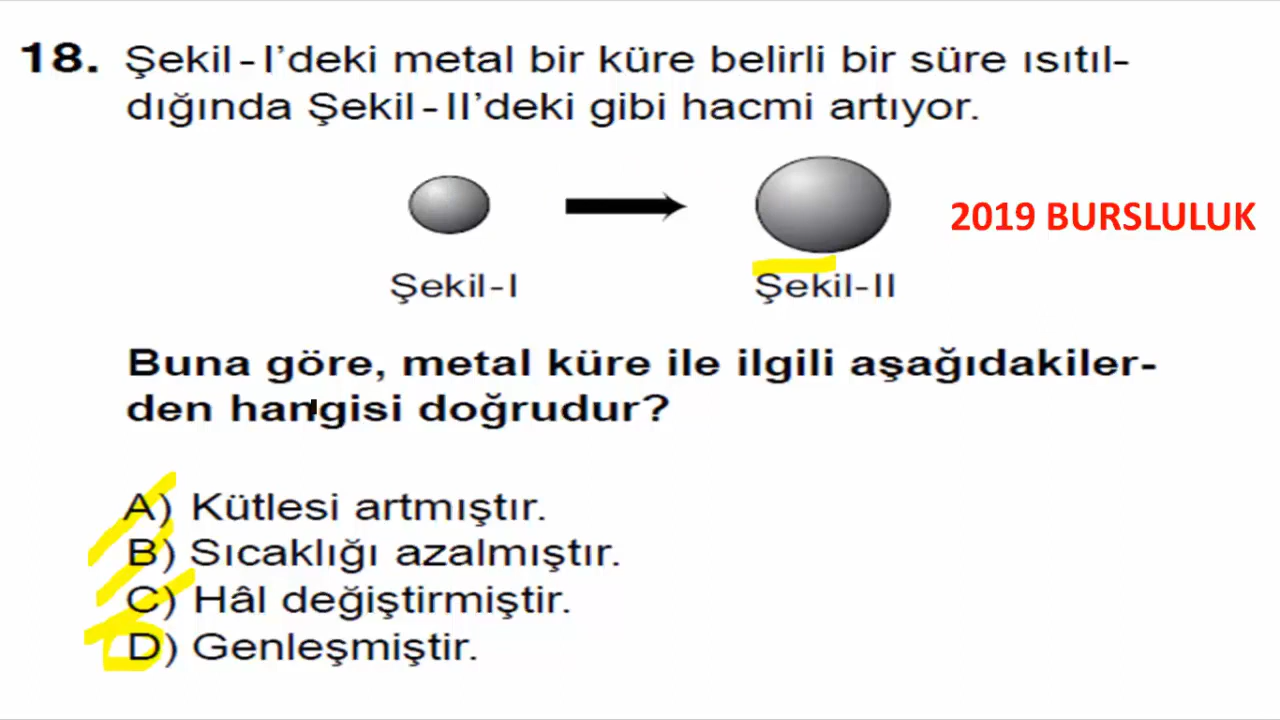 18. Şekil-I’deki metal bir küre belirli bir süre ısıtıl-
dığında Şekil-II’deki gibi hacmi artıyor.
2019 BURSLULUK
Şekil-I
Şekil-II
Buna göre, metal küre ile ilgili aşağıdakiler-
den hangisi doğrudur?
A) Kütlesi artmıştır.
B) Sıcaklığı azalmıştır.
C) Hâl değiştirmiştir.
D) Genleşmiştir.